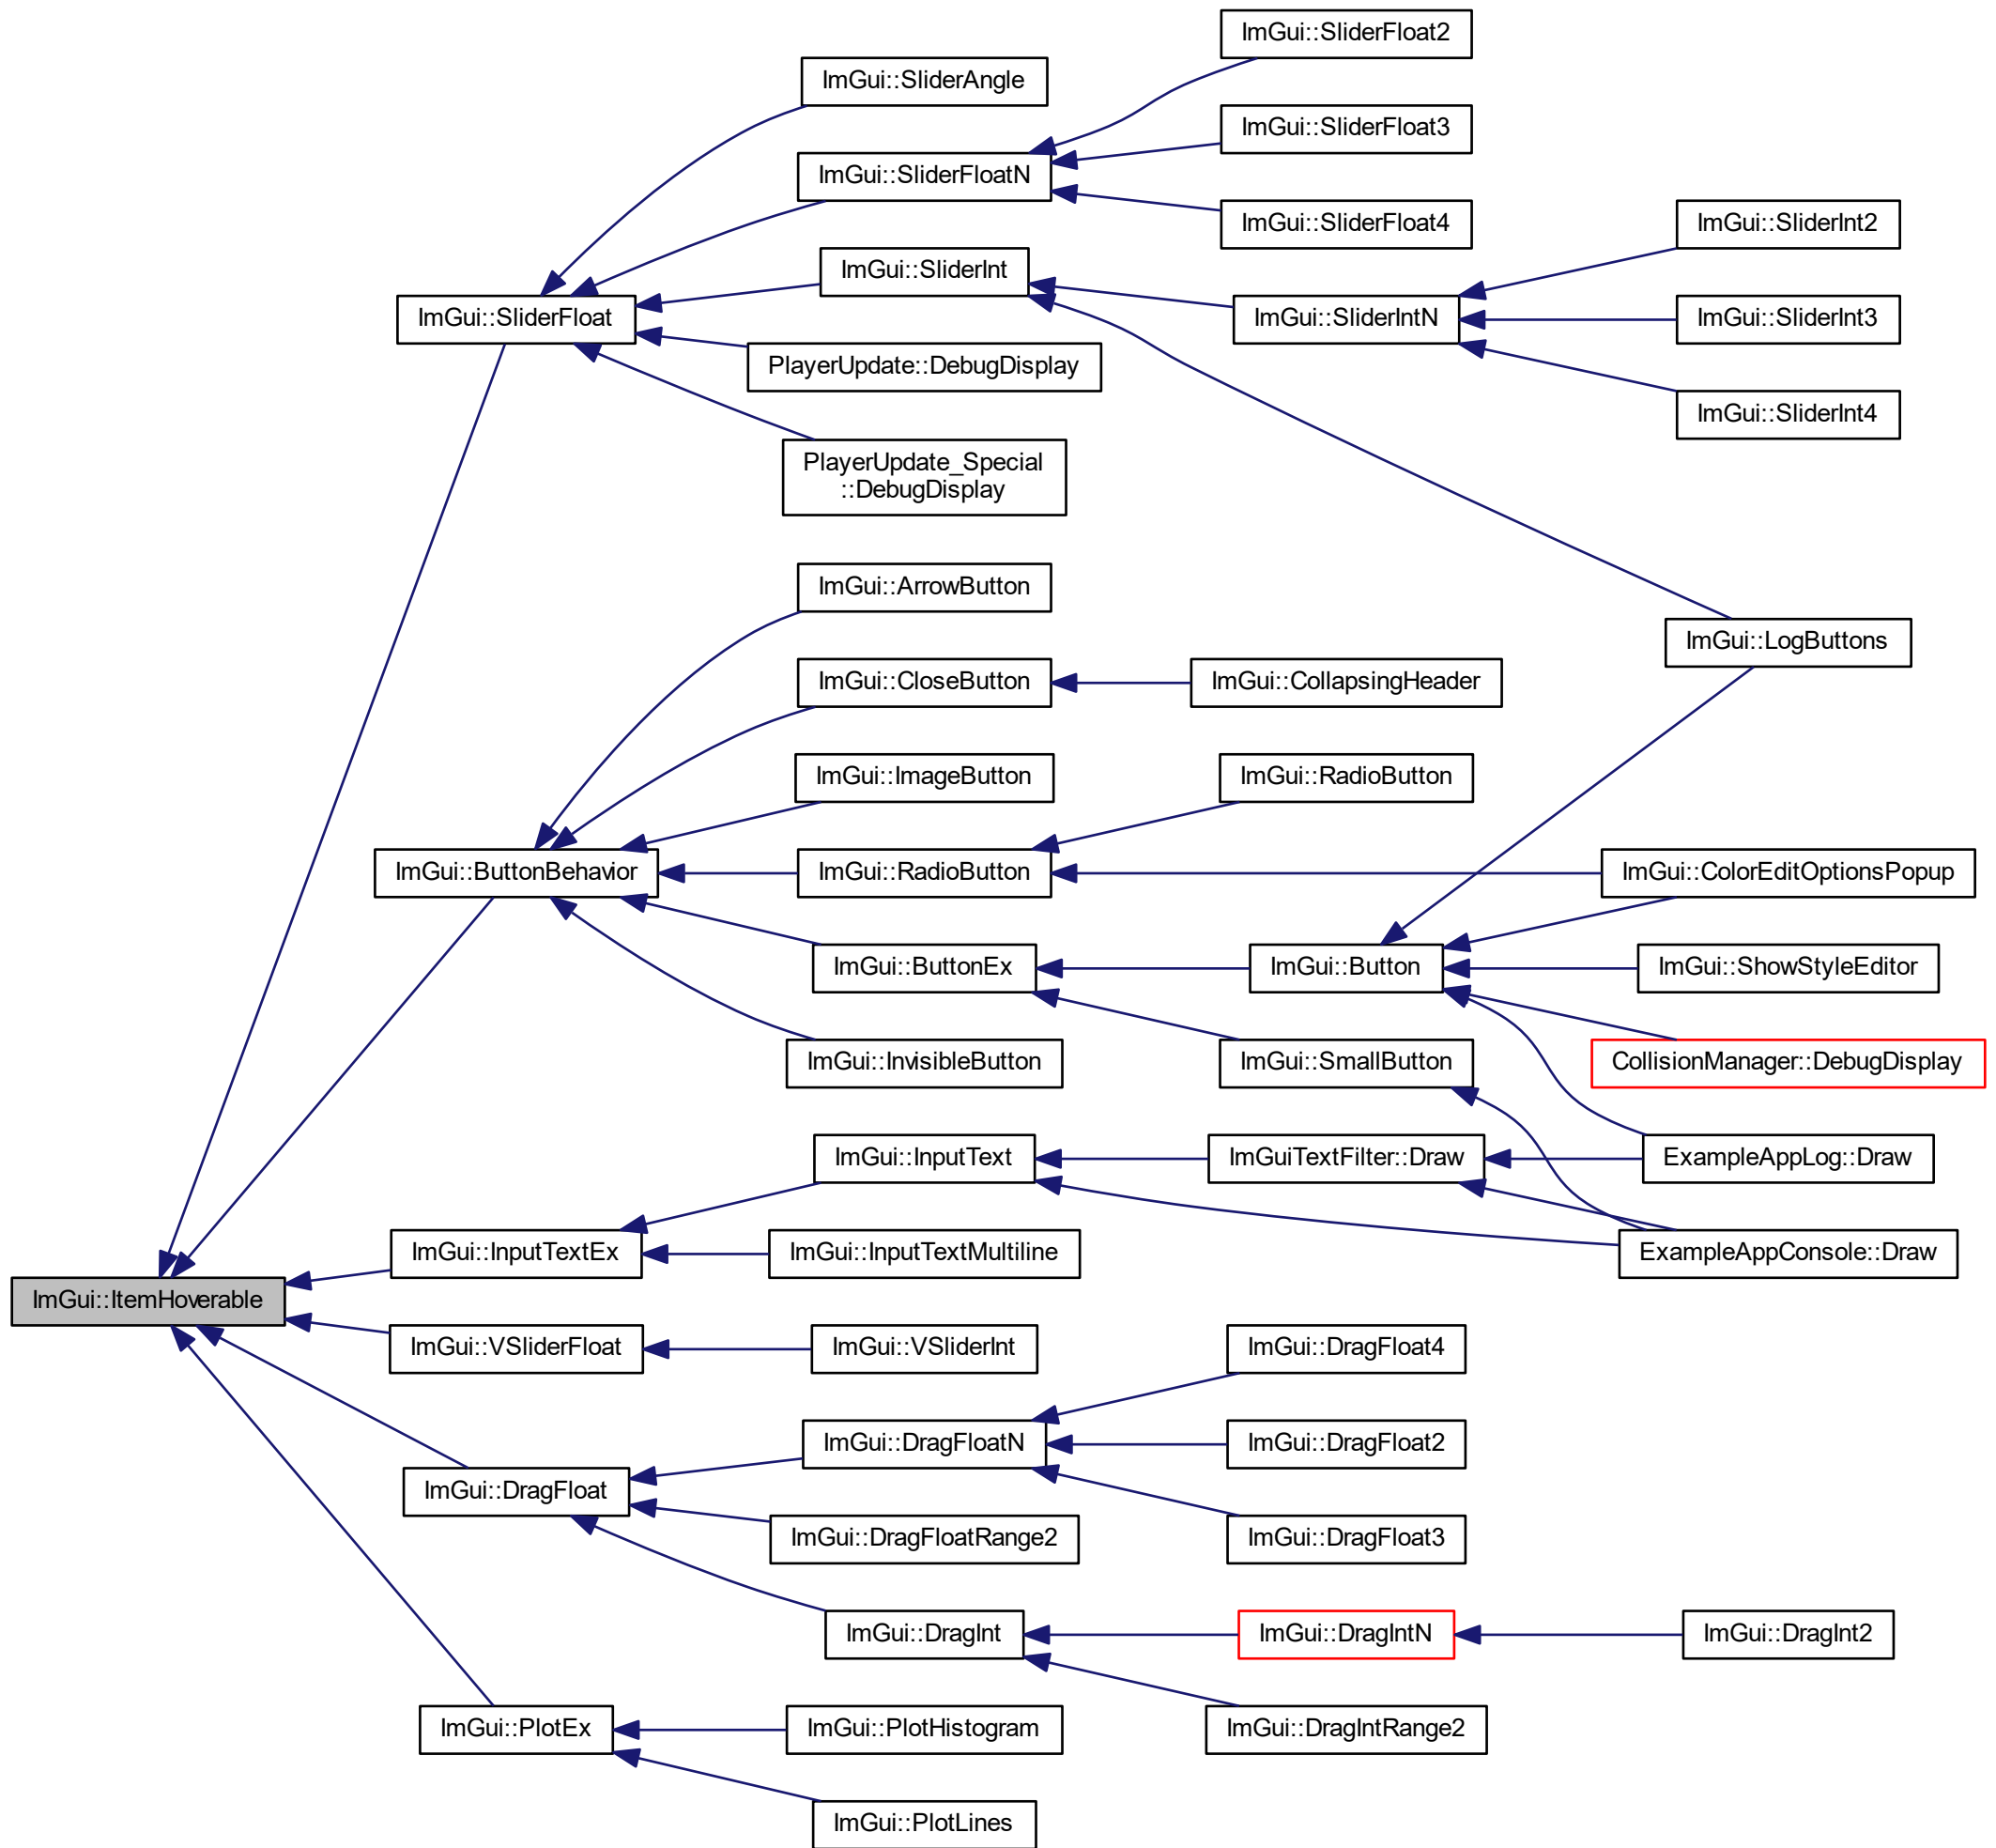 ImGui::SliderFloat2
ImGui::SliderAngle
ImGui::SliderFloat3
ImGui::SliderFloatN
ImGui::SliderFloat4
ImGui::SliderInt2
ImGui::SliderInt
ImGui::SliderFloat
ImGui::SliderIntN
ImGui::SliderInt3
PlayerUpdate::DebugDisplay
ImGui::SliderInt4
PlayerUpdate_Special
::DebugDisplay
ImGui::ArrowButton
ImGui::LogButtons
ImGui::CloseButton
ImGui::CollapsingHeader
ImGui::ImageButton
ImGui::RadioButton
ImGui::ButtonBehavior
ImGui::RadioButton
ImGui::ColorEditOptionsPopup
ImGui::ButtonEx
ImGui::Button
ImGui::ShowStyleEditor
ImGui::InvisibleButton
ImGui::SmallButton
CollisionManager::DebugDisplay
ImGui::InputText
ImGuiTextFilter::Draw
ExampleAppLog::Draw
ImGui::InputTextEx
ImGui::InputTextMultiline
ExampleAppConsole::Draw
ImGui::ItemHoverable
ImGui::VSliderFloat
ImGui::VSliderInt
ImGui::DragFloat4
ImGui::DragFloatN
ImGui::DragFloat2
ImGui::DragFloat
ImGui::DragFloatRange2
ImGui::DragFloat3
ImGui::DragInt
ImGui::DragIntN
ImGui::DragInt2
ImGui::PlotEx
ImGui::PlotHistogram
ImGui::DragIntRange2
ImGui::PlotLines